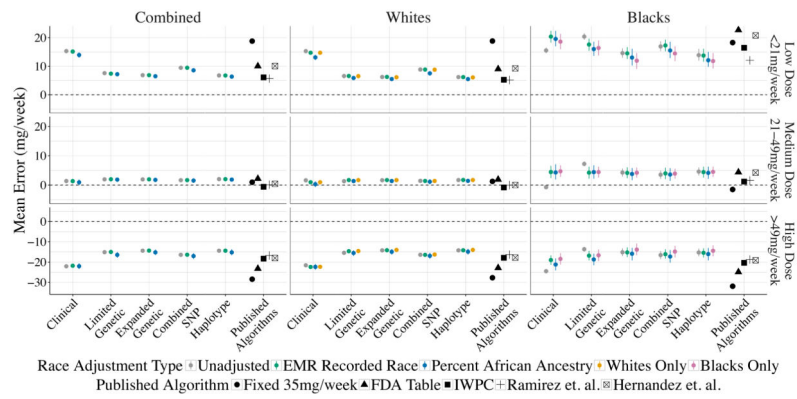 Combined Whites Blacks
Mean Error (mg/week)
20
10
0
Low Dose
<21mg/week
20
10
0
Medium Dose
21−49mg/week
0
−10
−20
−30
High Dose
>49mg/week
Clinical
Limited
Genetic
Expanded
Genetic
Combined
SNP
Haplotype
Published
Algorithms
Clinical
Limited
Genetic
Expanded
Genetic
Combined
SNP
Haplotype
Published
Algorithms
Clinical
Limited
Genetic
Expanded
Genetic
Combined
SNP
Haplotype
Published
Algorithms
Race Adjustment Type Unadjusted EMR Recorded Race Percent African Ancestry Whites Only Blacks Only
Published Algorithm Fixed 35mg/week FDA Table IWPC Ramirez et. al. Hernandez et. al.